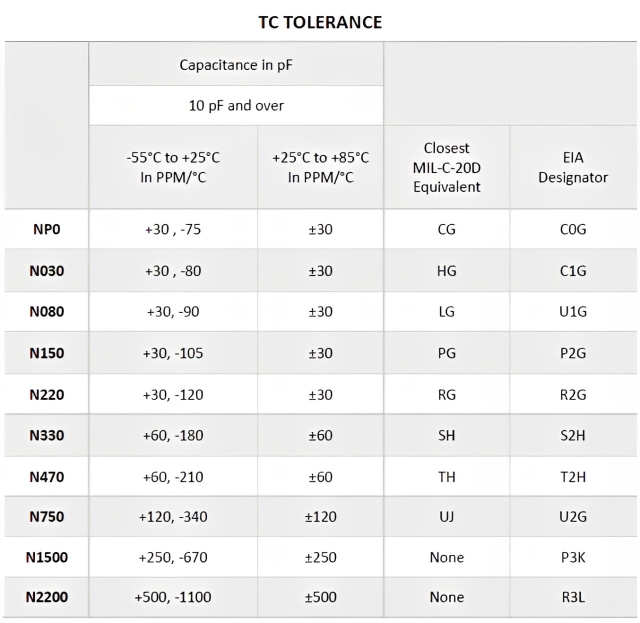 TC TOLERANCE
Capacitance in pF
10 pF and over
-55°C to +25°C
In PPM/°C
+25°C to +85°C
In PPM/°C
Closest
MIL-C-20D
Equivalent
EIA
Designator
NP0 +30 , -75 ±30 CG C0G
N030 +30 , -80 ±30 HG C1G
N080 +30, -90 ±30 LG U1G
N150 +30, -105 ±30 PG P2G
N220 +30, -120 ±30 RG R2G
N330 +60, -180 ±60 SH S2H
N470 +60, -210 ±60 TH T2H
N750 +120, -340 ±120 UJ U2G
N1500 +250, -670 ±250 None P3K
N2200 +500, -1100 ±500 None R3L